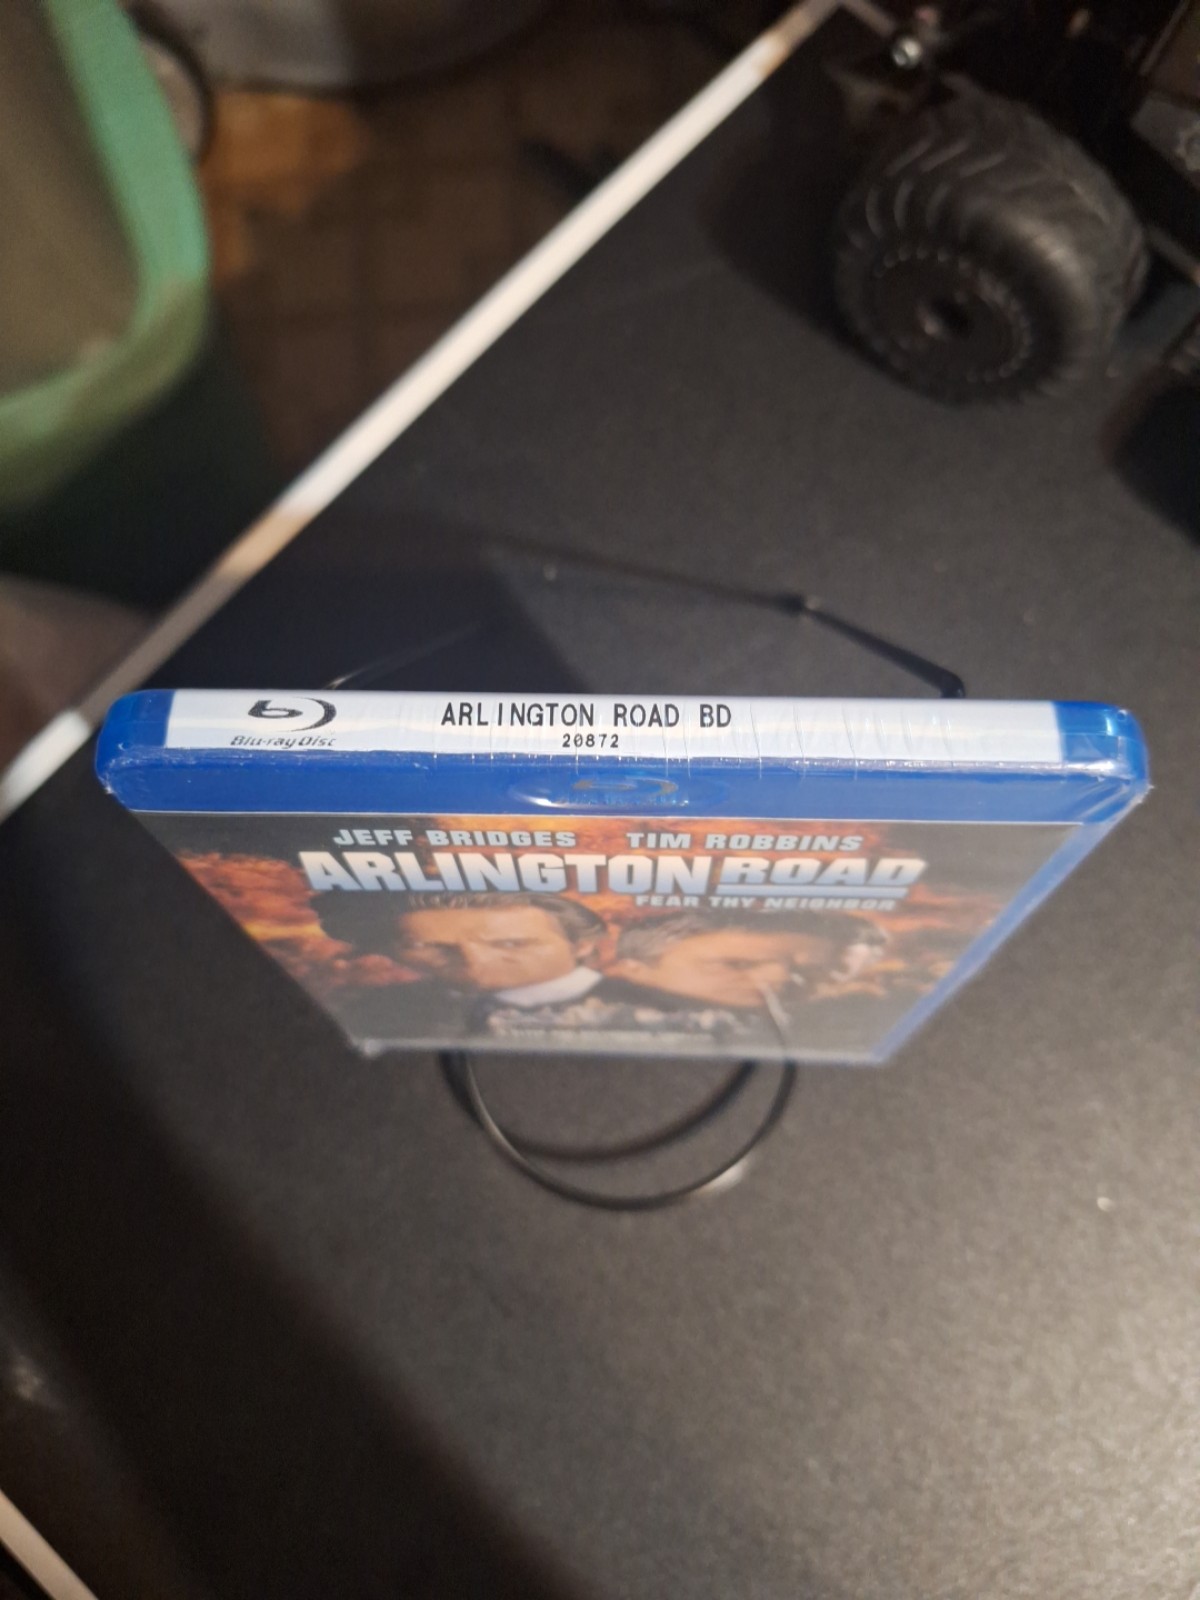 Blu-ray Disc
ARLINGTON ROAD BD
20872
JEFF BRIDGES TIM ROBBINS
ARLINGTON ROAD
FEAR THY NEIGHBOR